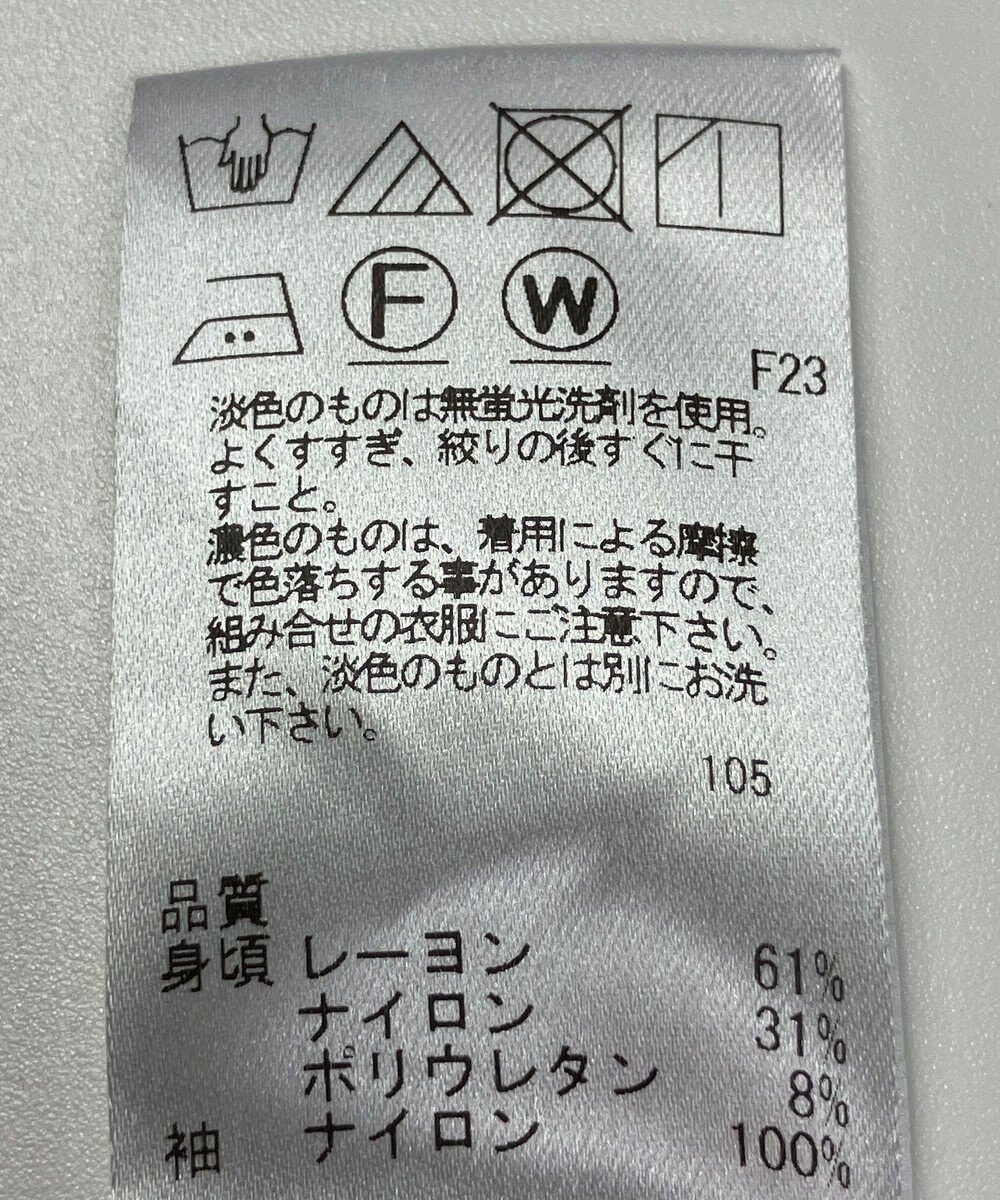 F W
F23
淡色のものは無蛍光洗剤を使用。
よくすすぎ、絞りの後すぐに干
すこと。
濃色のものは、着用による摩擦
で色落ちする事がありますので、
組み合せの衣服にご注意下さい。
また、淡色のものとは別にお洗
い下さい。
105
品質
身頃 レーヨン 61%
ナイロン 31%
ポリウレタン 8%
袖 ナイロン 100%